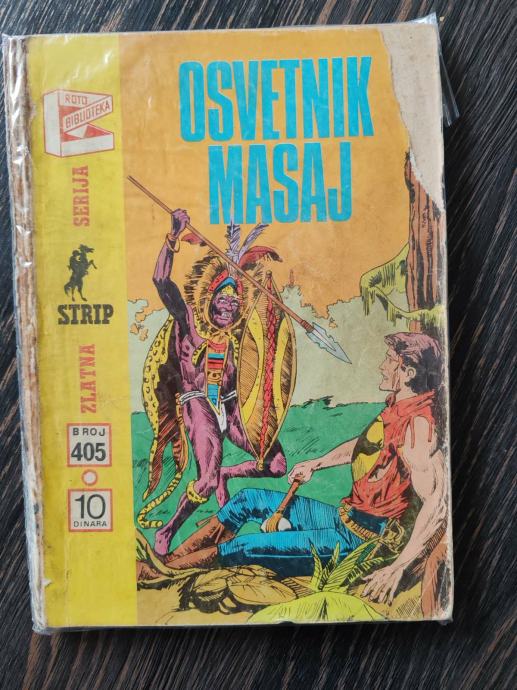 ROTO
BIBLIOTEKA
OSVETNIK
MASAJ
ZLATNA SERIJA
STRIP
BROJ
405
10
DINARA